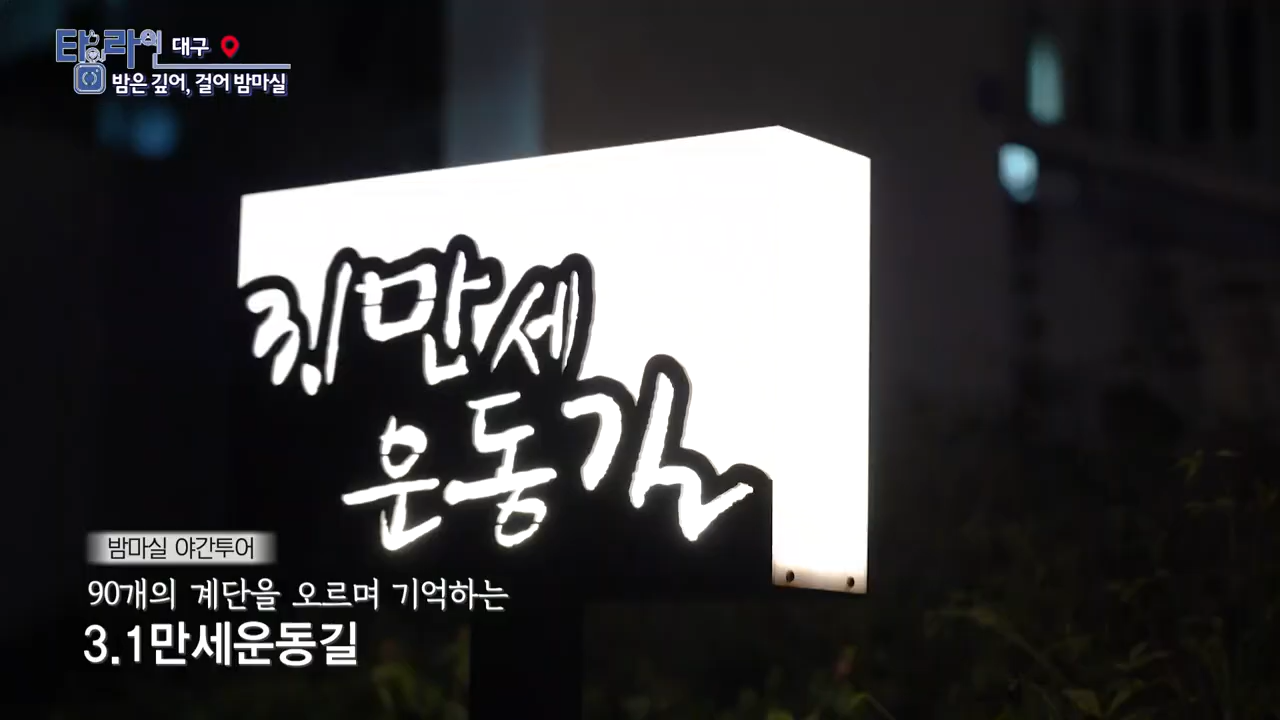 타박라이 대구
밤은 깊어, 걸어 밤마실
3.1만세
운동길
밤마실 야간투어
90개의 계단을 오르며 기억하는
3.1만세운동길